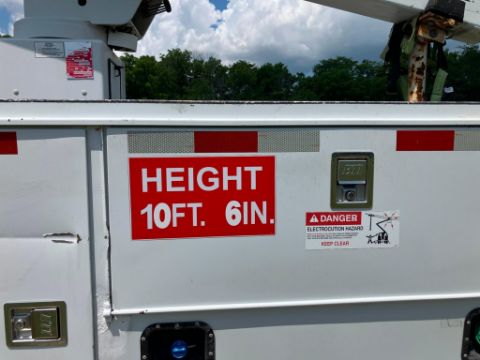 HEIGHT
10FT. 6IN.
DANGER
ELECTROCUTION HAZARD
KEEP CLEAR